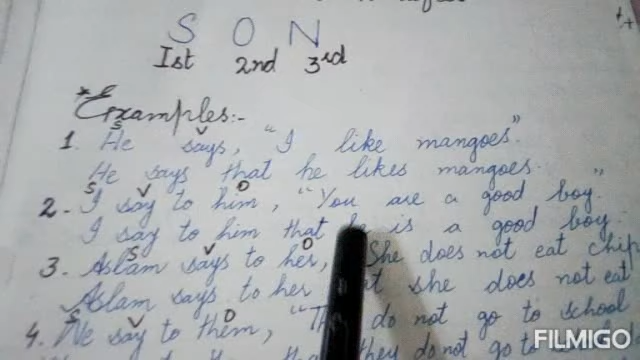 S O N
Ist 2nd 3rd
*Examples:-
S V
1. He says, "I like mangoes".
He says that he likes mangoes.
S V O
2. I say to him, "You are a good boy."
I say to him that he is a good boy.
S V O
3. Aslam says to her, "She does not eat chip
Aslam says to her she does not eat
S V O
4. We say to them, " do not go to school
they do not go to
FILMIGO